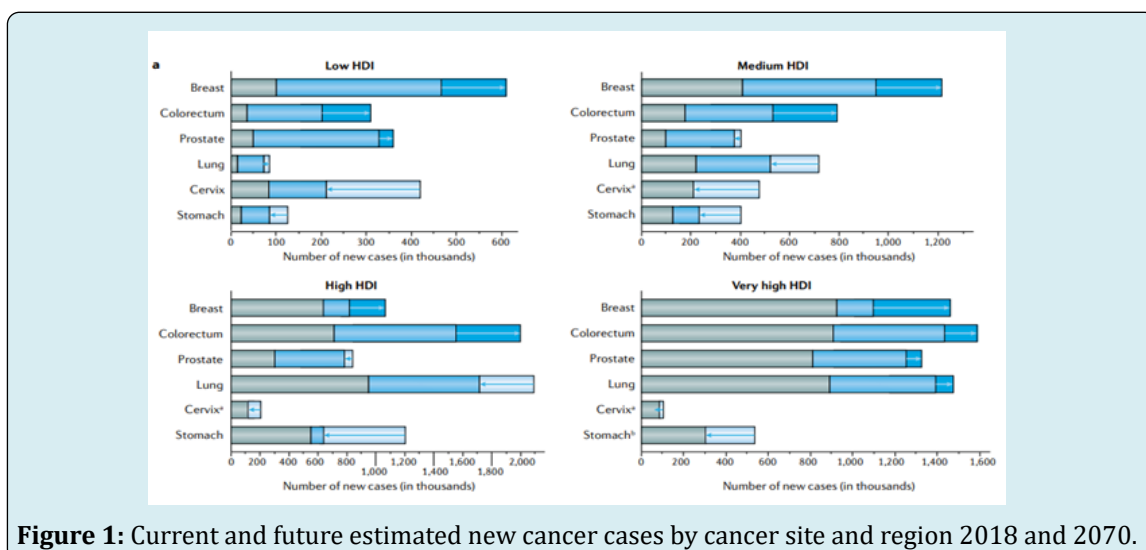 a
Low HDI
Breast
Colorectum
Prostate
Lung
Cervix
Stomach
0 100 200 300 400 500 600
Number of new cases (in thousands)
Medium HDI
Breast
Colorectum
Prostate
Lung
Cervixª
Stomach
0 200 400 600 800 1,000 1,200
Number of new cases (in thousands)
High HDI
Breast
Colorectum
Prostate
Lung
Cervixª
Stomach
0 200 400 600 800 1,000 1,200 1,400 1,600 1,800 2,000
Number of new cases (in thousands)
Very high HDI
Breast
Colorectum
Prostate
Lung
Cervixª
Stomachᵇ
0 200 400 600 800 1,000 1,200 1,400 1,600
Number of new cases (in thousands)
Figure 1: Current and future estimated new cancer cases by cancer site and region 2018 and 2070.